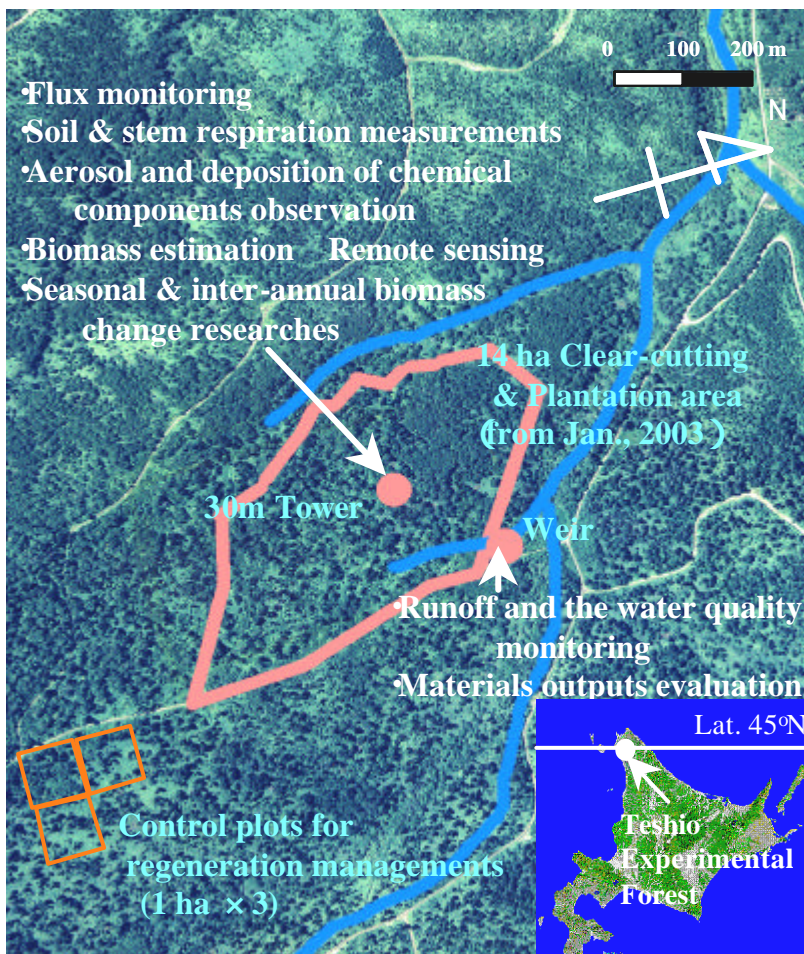 0 100 200 m
N
•Flux monitoring
•Soil & stem respiration measurements
•Aerosol and deposition of chemical
components observation
•Biomass estimation Remote sensing
•Seasonal & inter-annual biomass
change researches
14 ha Clear-cutting
& Plantation area
(from Jan., 2003)
30m Tower
Weir
•Runoff and the water quality
monitoring
•Materials outputs evaluation
Lat. 45°N
Teshio
Experimental
Forest
Control plots for
regeneration managements
(1 ha × 3)